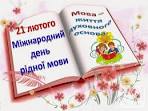 21 лютого
Міжнародний
день
рідної мови
Мова –
життя
духовного
основа